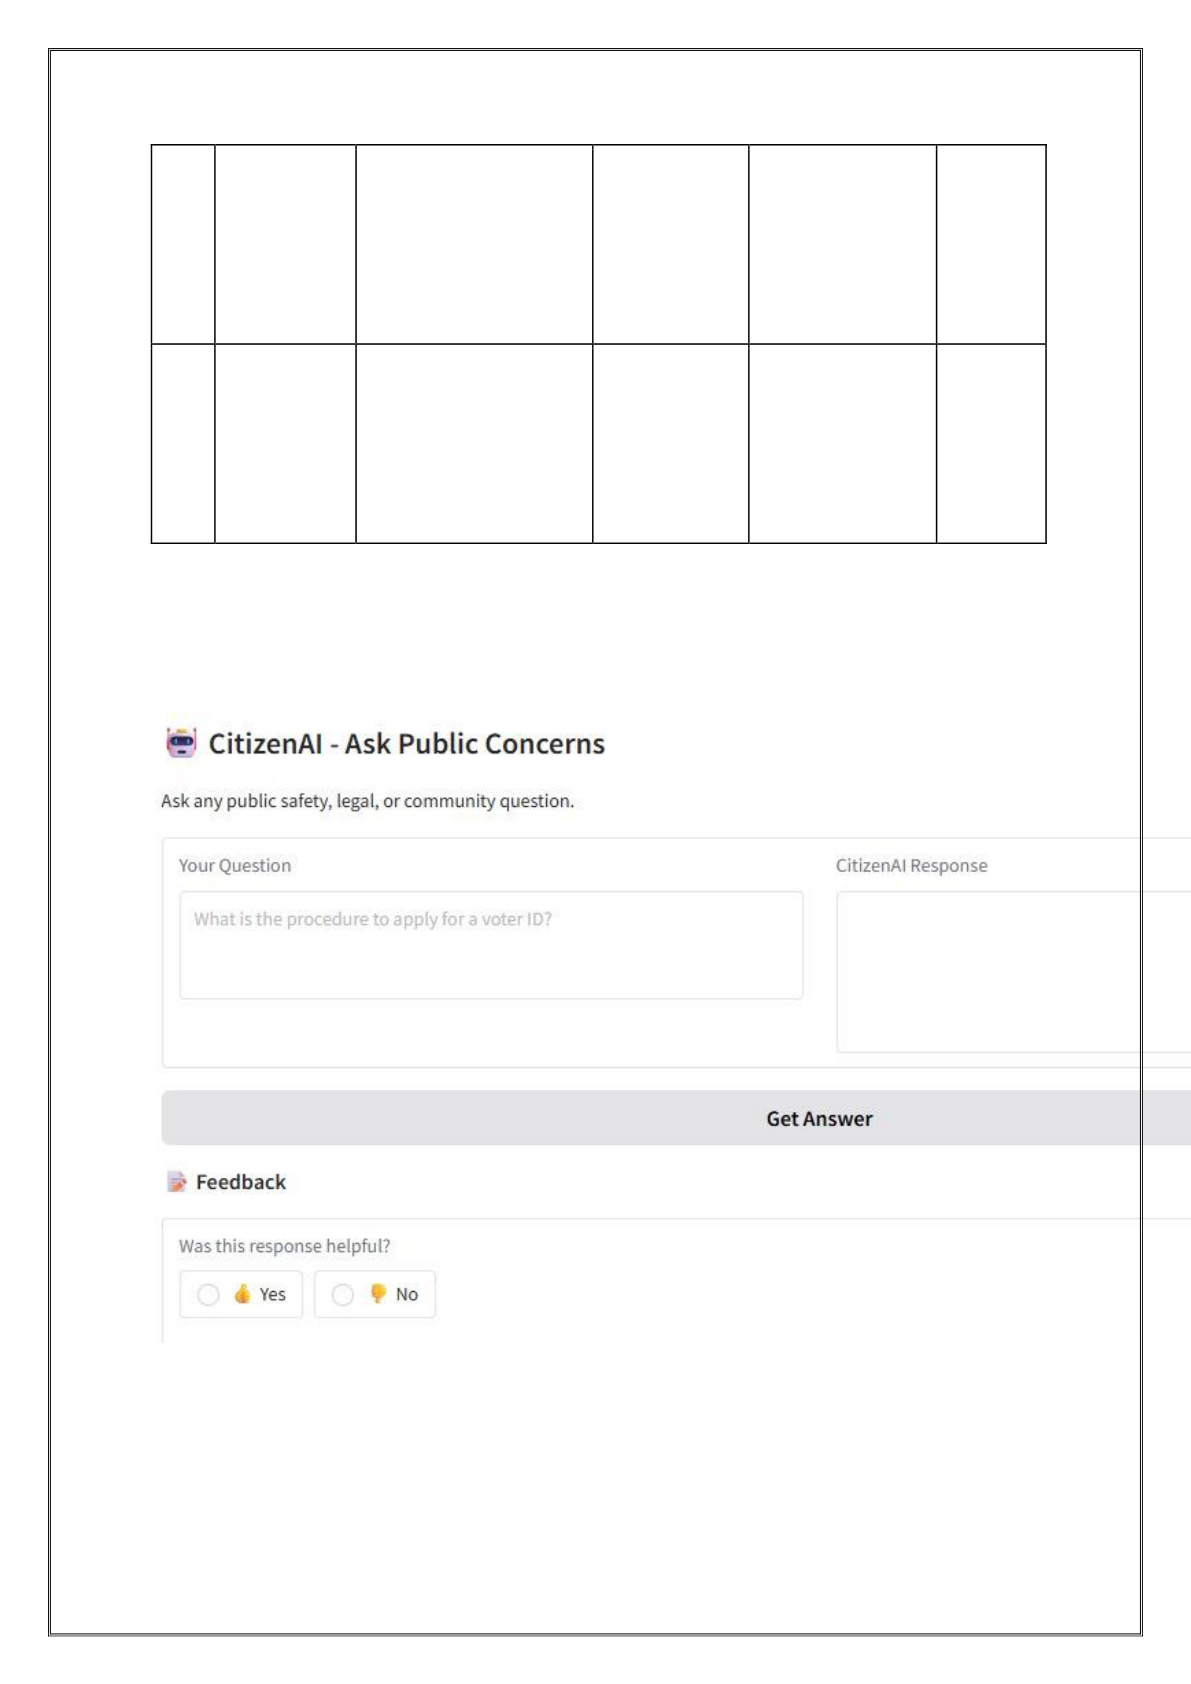 CitizenAI - Ask Public Concerns
Ask any public safety, legal, or community question.
Your Question
CitizenAI Response
What is the procedure to apply for a voter ID?
Get Answer
Feedback
Was this response helpful?
Yes
No